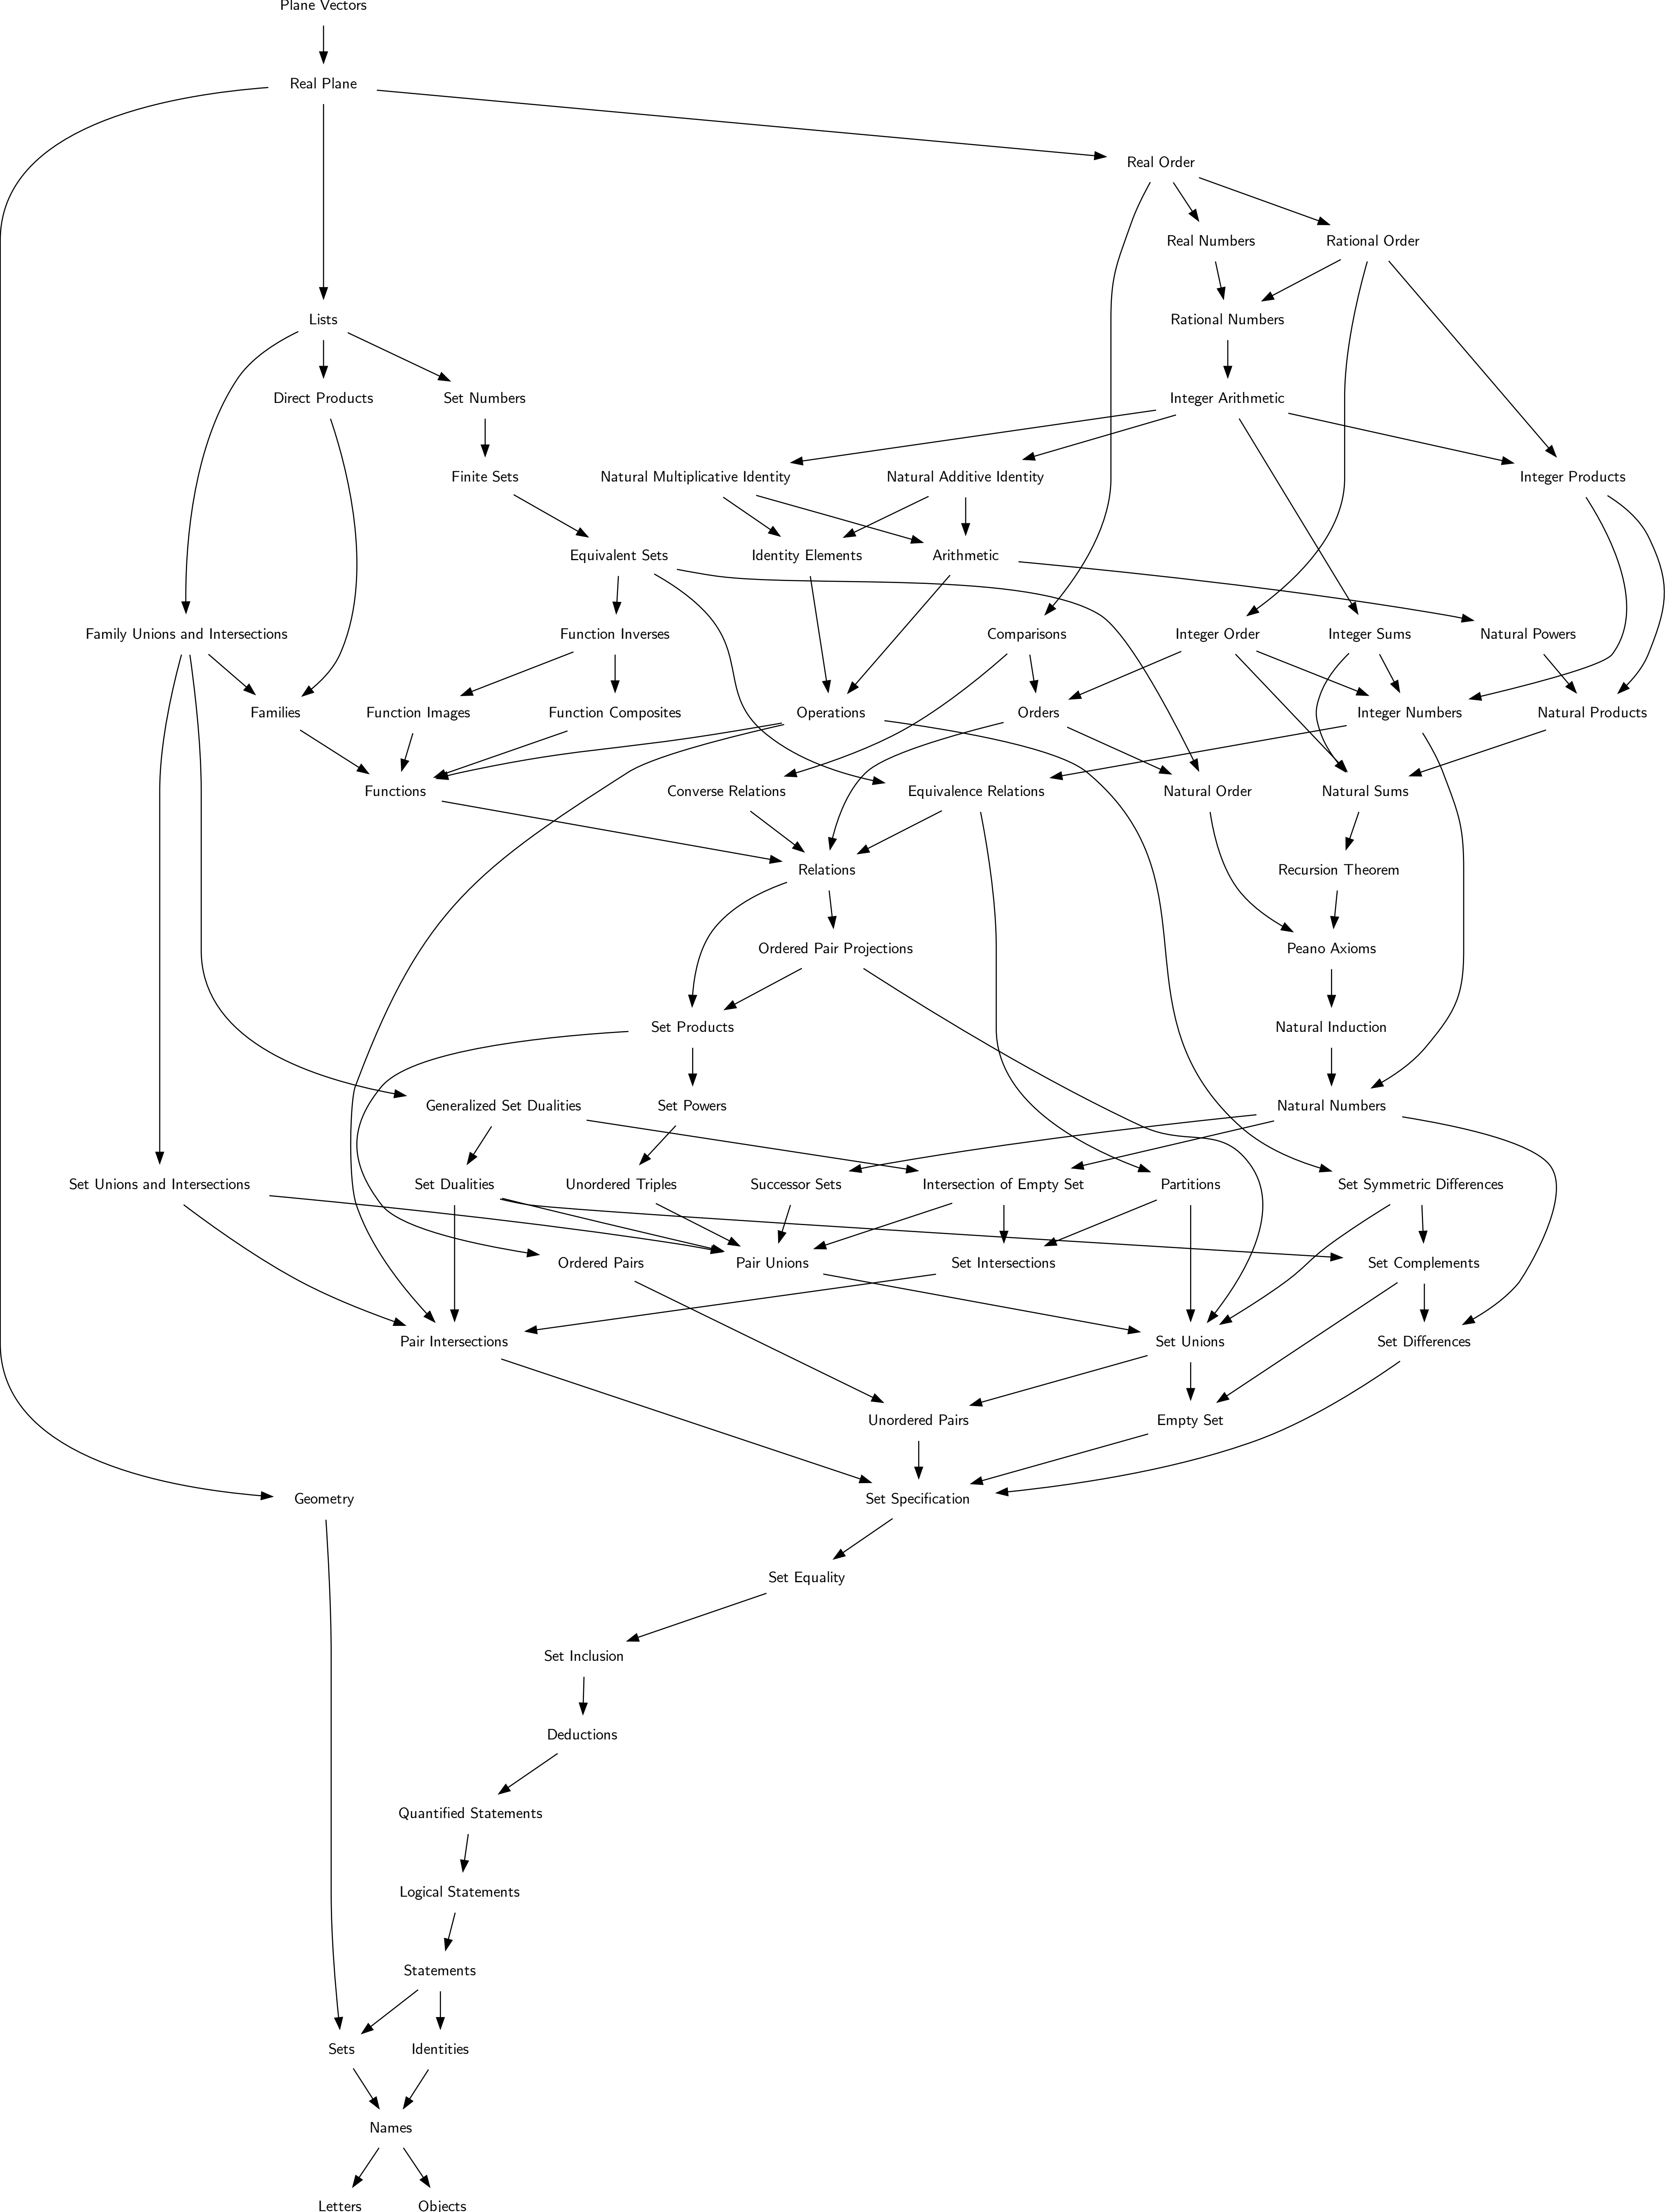 Plane Vectors
Real Plane
Real Order
Real Numbers
Rational Order
Lists
Rational Numbers
Direct Products
Set Numbers
Integer Arithmetic
Finite Sets
Natural Multiplicative Identity
Natural Additive Identity
Integer Products
Equivalent Sets
Identity Elements
Arithmetic
Family Unions and Intersections
Function Inverses
Comparisons
Integer Order
Integer Sums
Natural Powers
Families
Function Images
Function Composites
Operations
Orders
Integer Numbers
Natural Products
Functions
Converse Relations
Equivalence Relations
Natural Order
Natural Sums
Relations
Recursion Theorem
Ordered Pair Projections
Peano Axioms
Set Products
Natural Induction
Generalized Set Dualities
Set Powers
Natural Numbers
Set Unions and Intersections
Set Dualities
Unordered Triples
Successor Sets
Intersection of Empty Set
Partitions
Set Symmetric Differences
Ordered Pairs
Pair Unions
Set Intersections
Set Complements
Pair Intersections
Set Unions
Set Differences
Unordered Pairs
Empty Set
Geometry
Set Specification
Set Equality
Set Inclusion
Deductions
Quantified Statements
Logical Statements
Statements
Sets
Identities
Names
Letters
Objects